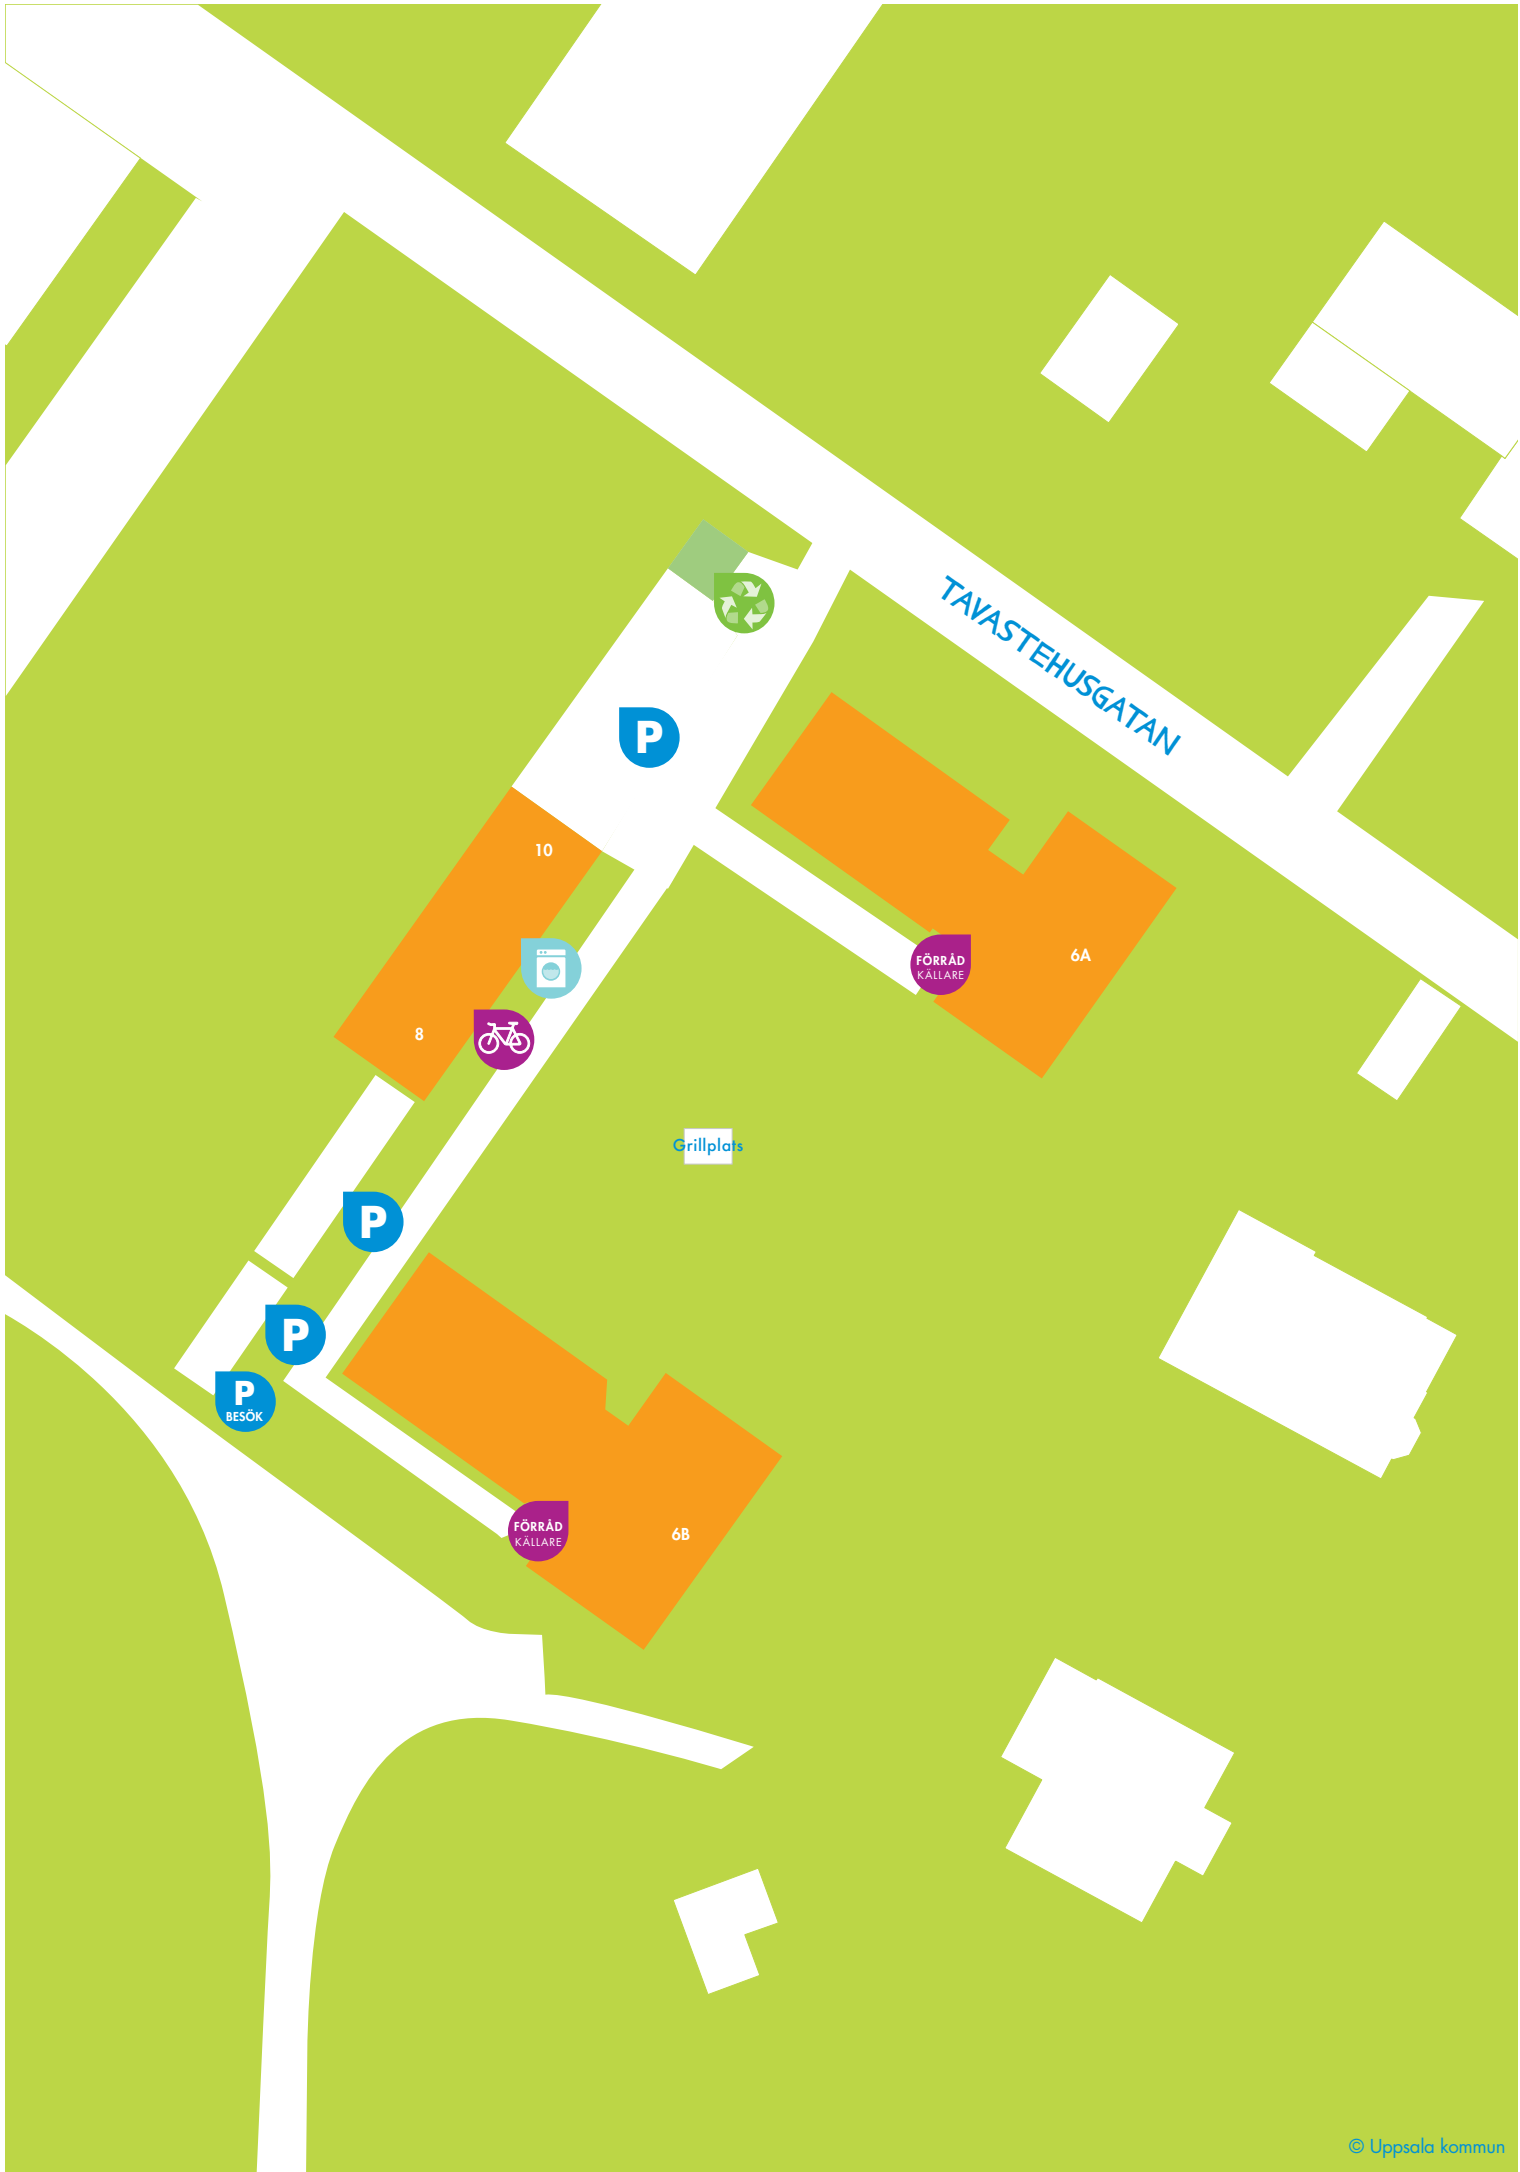 TAVASTEHUSGATAN
P
10
6A
FÖRRÅD
KÄLLARE
8
Grillplats
P
P
P
BESÖK
FÖRRÅD
KÄLLARE
6B
© Uppsala kommun